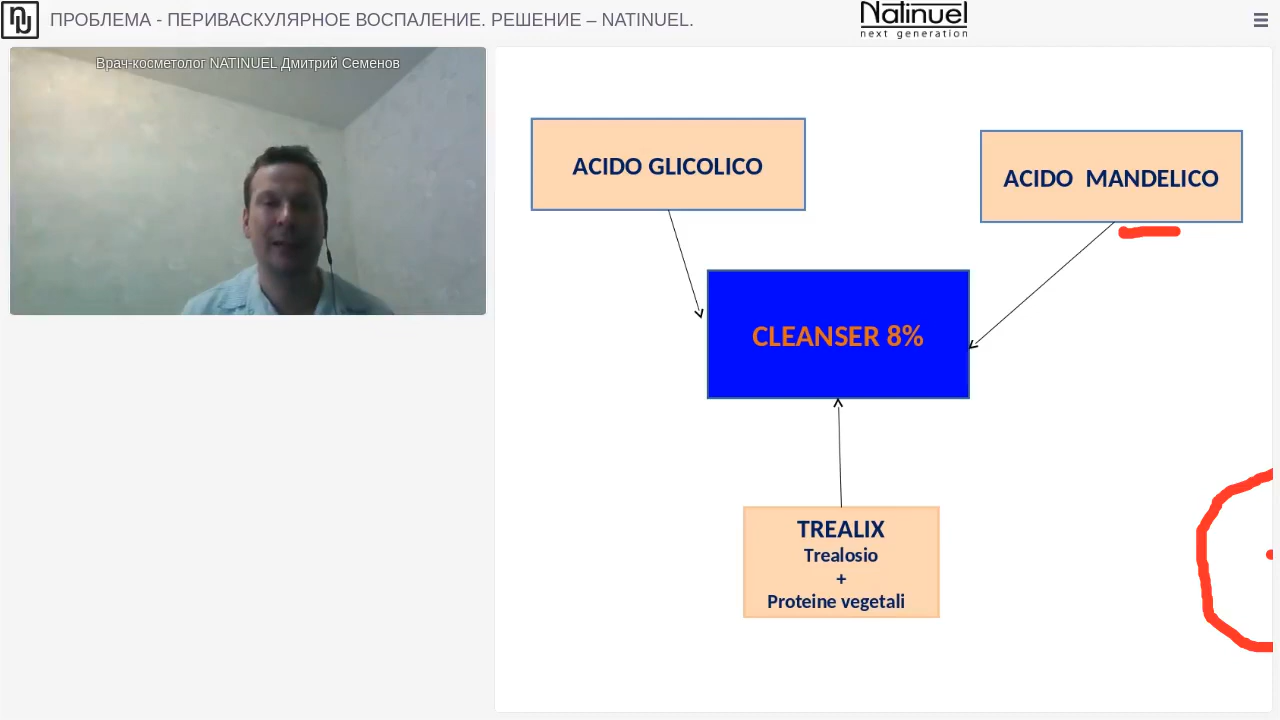 ПРОБЛЕМА - ПЕРИВАСКУЛЯРНОЕ ВОСПАЛЕНИЕ. РЕШЕНИЕ – NATINUEL.
Natinuel
next generation
Врач-косметолог NATINUEL Дмитрий Семенов
ACIDO GLICOLICO
ACIDO MANDELICO
CLEANSER 8%
TREALIX
Trealosio
+
Proteine vegetali